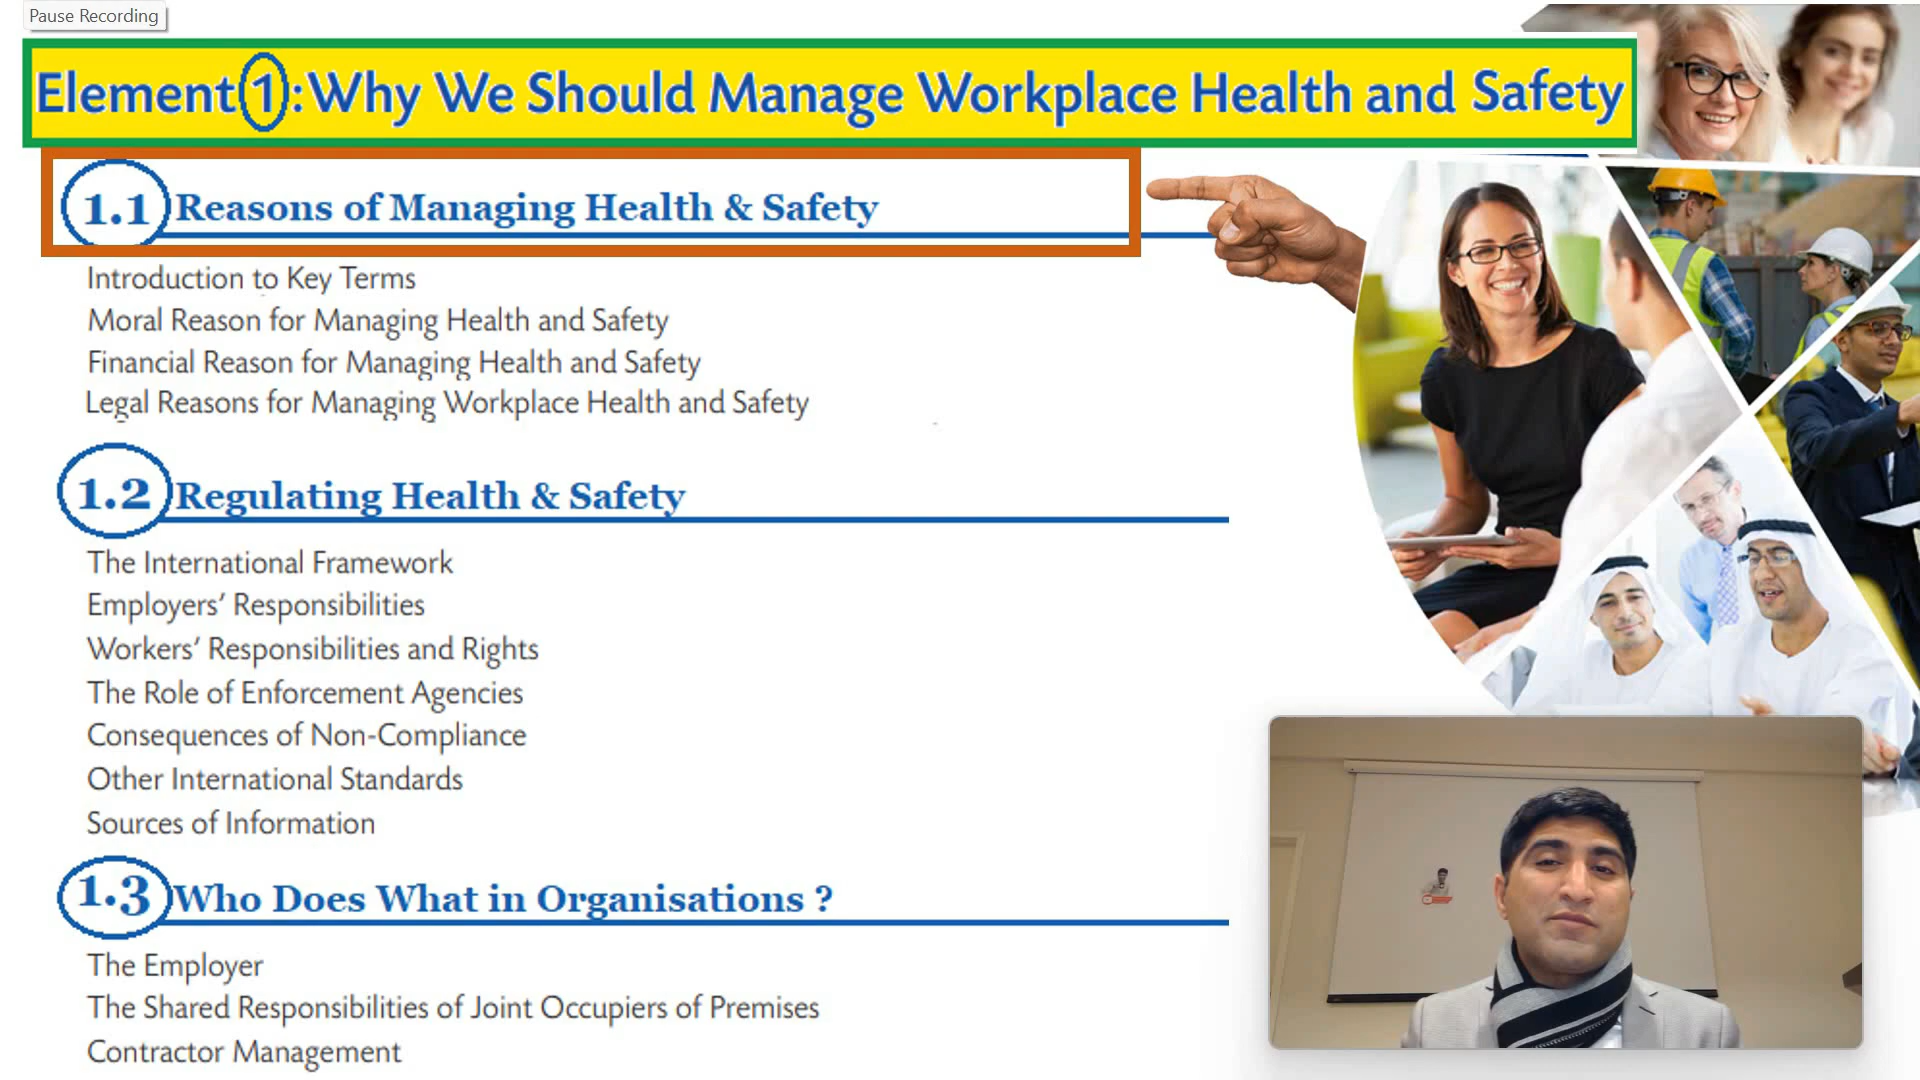 Pause Recording
Element 1: Why We Should Manage Workplace Health and Safety
1.1 Reasons of Managing Health & Safety
Introduction to Key Terms
Moral Reason for Managing Health and Safety
Financial Reason for Managing Health and Safety
Legal Reasons for Managing Workplace Health and Safety
1.2 Regulating Health & Safety
The International Framework
Employers’ Responsibilities
Workers’ Responsibilities and Rights
The Role of Enforcement Agencies
Consequences of Non-Compliance
Other International Standards
Sources of Information
1.3 Who Does What in Organisations ?
The Employer
The Shared Responsibilities of Joint Occupiers of Premises
Contractor Management